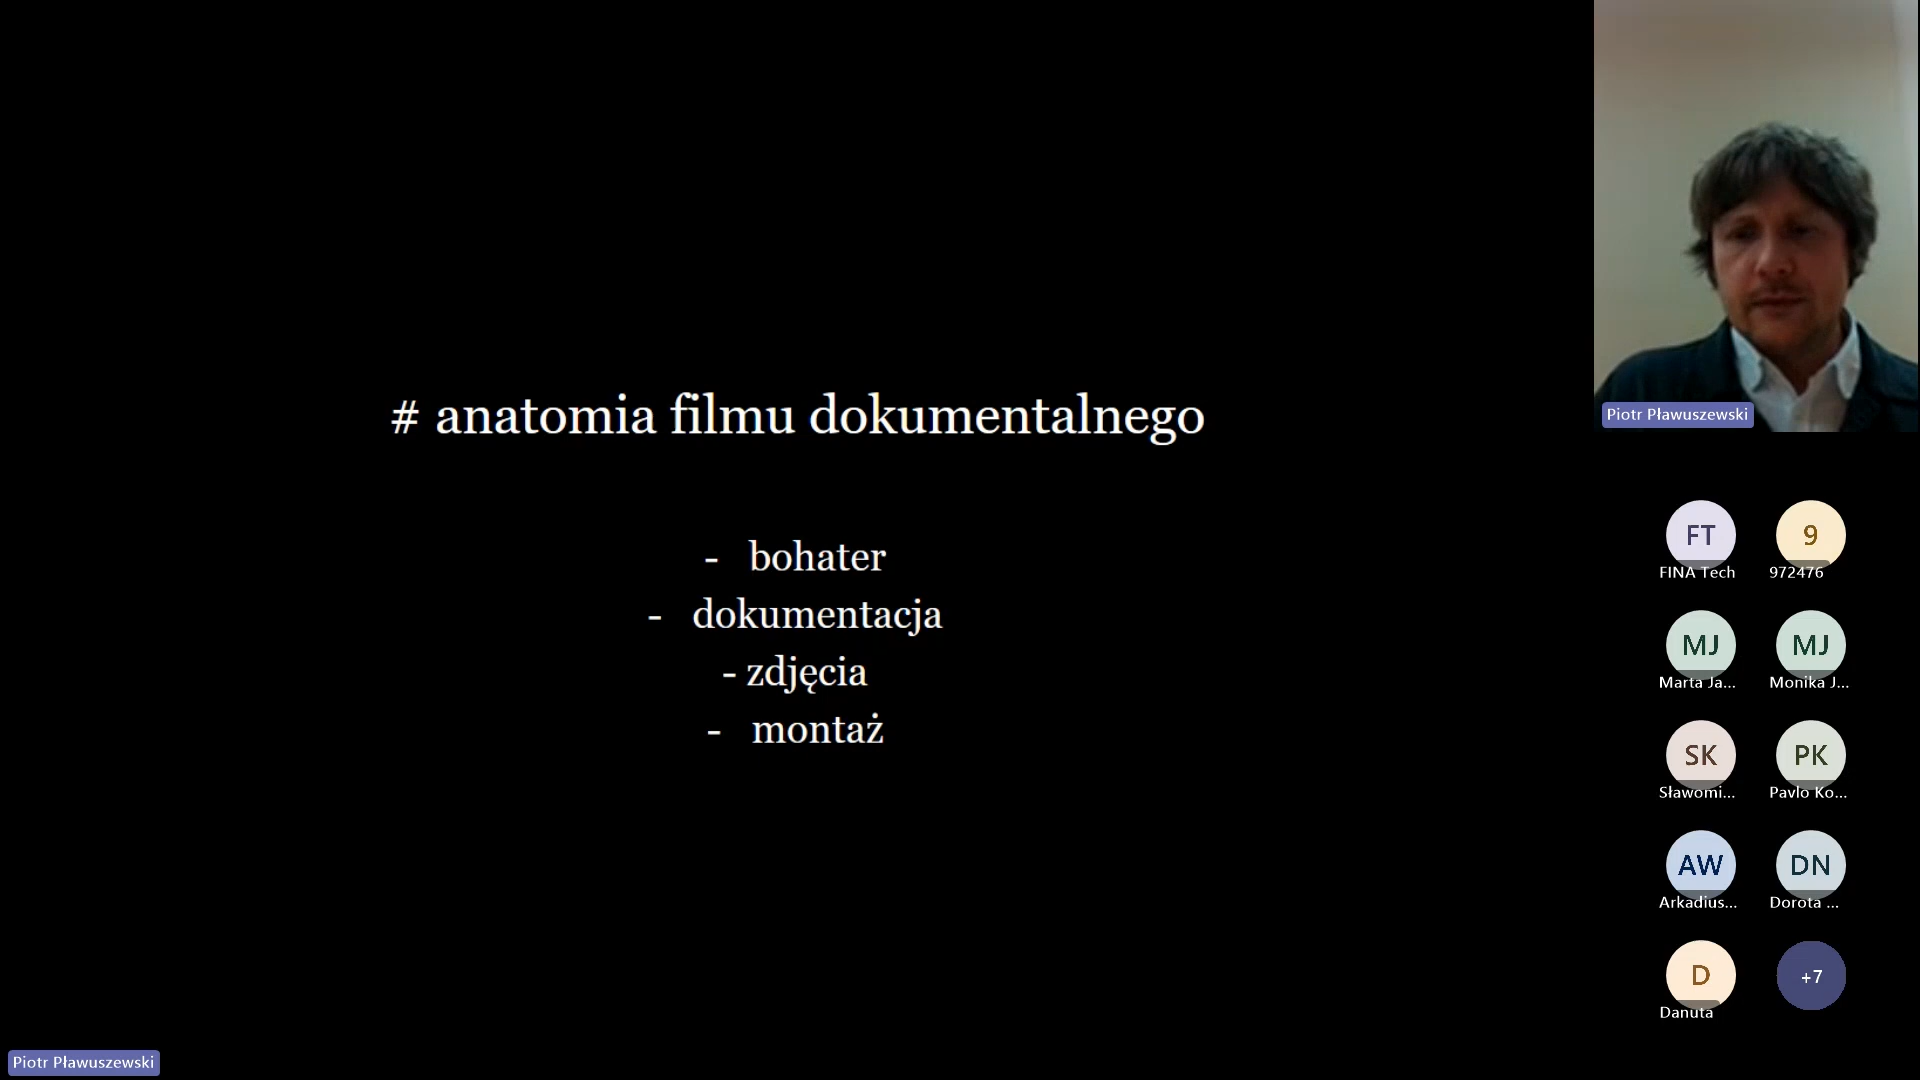 # anatomia filmu dokumentalnego
- bohater
- dokumentacja
- zdjęcia
- montaż
Piotr Pławuszewski
FT
FINA Tech
9
972476
MJ
Marta Ja...
MJ
Monika J...
SK
Sławomi...
PK
Pavlo Ko...
AW
Arkadius...
DN
Dorota ...
D
Danuta
+7
Piotr Pławuszewski